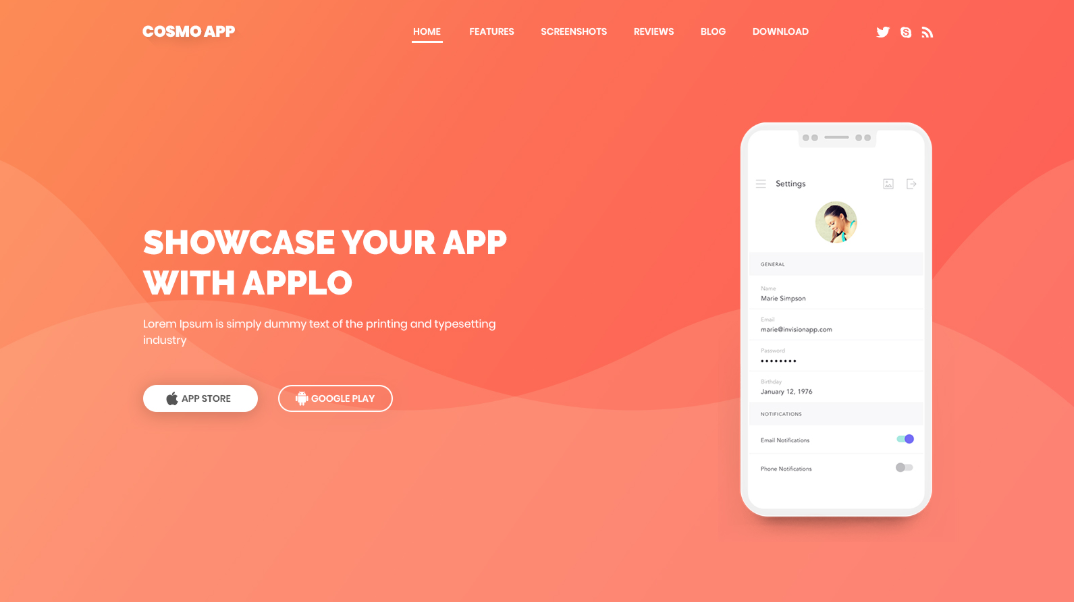 COSMO APP
HOME FEATURES SCREENSHOTS REVIEWS BLOG DOWNLOAD
SHOWCASE YOUR APP
WITH APPLO
Lorem Ipsum is simply dummy text of the printing and typesetting
industry
APP STORE
GOOGLE PLAY
Settings
GENERAL
Name
Marie Simpson
Email
marie@invisionapp.com
Password
••••••••
Birthday
January 12, 1976
NOTIFICATIONS
Email Notifications
Phone Notifications